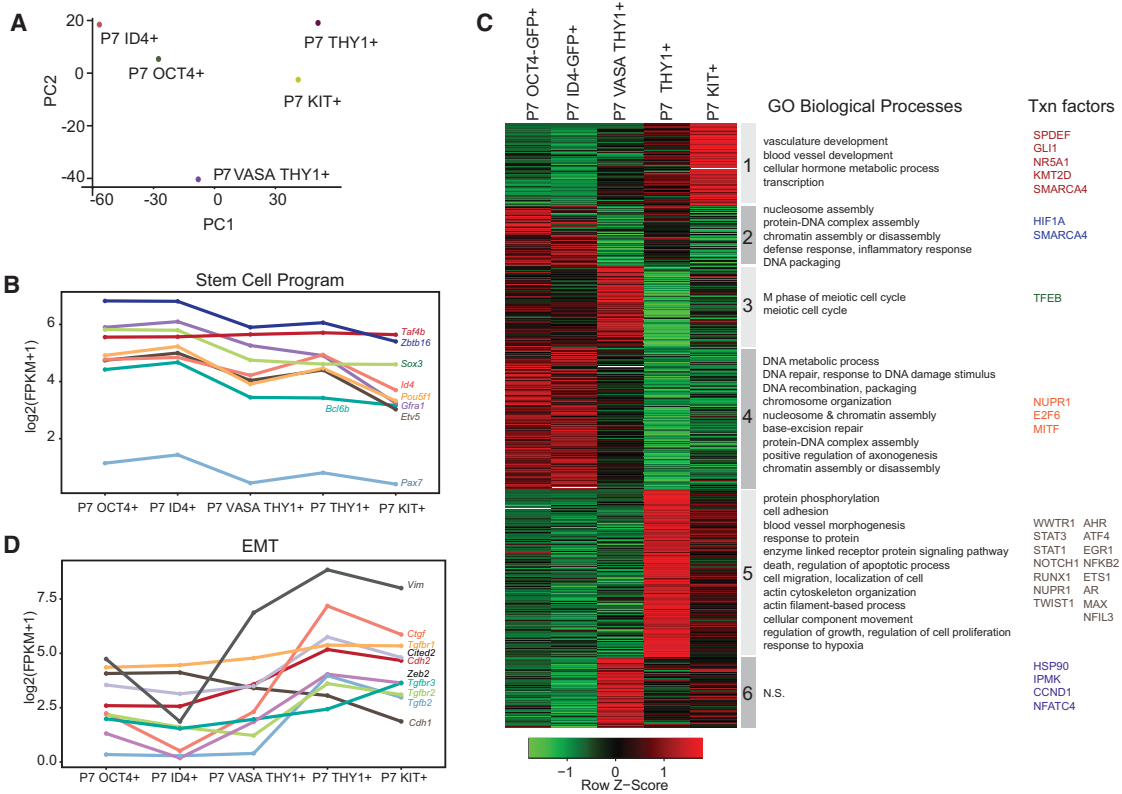 A
20
0
-20
-40
PC2
-60
-30
0
30
PC1
P7 ID4+
P7 OCT4+
P7 THY1+
P7 KIT+
P7 VASA THY1+
B
Stem Cell Program
log2(FPKM+1)
6
4
2
Taf4b
Zbtb16
Sox3
Id4
Pou5f1
Gfra1
Bcl6b
Etv5
Pax7
P7 OCT4+ P7 ID4+ P7 VASA THY1+ P7 THY1+ P7 KIT+
D
EMT
log2(FPKM+1)
7.5
5.0
2.5
0.0
Vim
Ctgf
Tgfbr1
Cited2
Cdh2
Zeb2
Tgfbr3
Tgfbr2
Tgfb2
Cdh1
P7 OCT4+ P7 ID4+ P7 VASA THY1+ P7 THY1+ P7 KIT+
C
P7 OCT4-GFP+
P7 ID4-GFP+
P7 VASA THY1+
P7 THY1+
P7 KIT+
GO Biological Processes
Txn factors
1
vasculature development
blood vessel development
cellular hormone metabolic process
transcription
SPDEF
GLI1
NR5A1
KMT2D
SMARCA4
2
nucleosome assembly
protein-DNA complex assembly
chromatin assembly or disassembly
defense response, inflammatory response
DNA packaging
HIF1A
SMARCA4
3
M phase of meiotic cell cycle
meiotic cell cycle
TFEB
4
DNA metabolic process
DNA repair, response to DNA damage stimulus
DNA recombination, packaging
chromosome organization
nucleosome & chromatin assembly
base-excision repair
protein-DNA complex assembly
positive regulation of axonogenesis
chromatin assembly or disassembly
NUPR1
E2F6
MITF
5
protein phosphorylation
cell adhesion
blood vessel morphogenesis
response to protein
enzyme linked receptor protein signaling pathway
death, regulation of apoptotic process
cell migration, localization of cell
actin cytoskeleton organization
actin filament-based process
cellular component movement
regulation of growth, regulation of cell proliferation
response to hypoxia
WWTR1 AHR
STAT3 ATF4
STAT1 EGR1
NOTCH1 NFKB2
RUNX1 ETS1
NUPR1 AR
TWIST1 MAX
NFIL3
6
N.S.
HSP90
IPMK
CCND1
NFATC4
−1 0 1
Row Z−Score